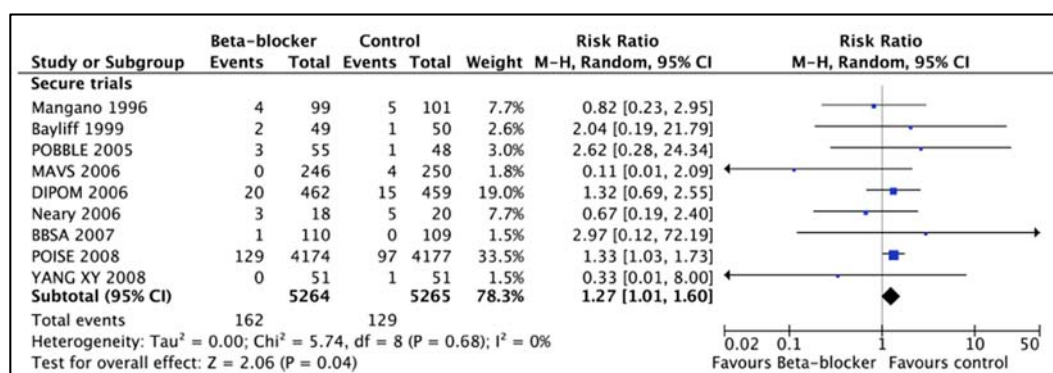 Beta-blocker Control Risk Ratio Risk Ratio
Study or Subgroup Events Total Events Total Weight M-H, Random, 95% CI M-H, Random, 95% CI
Secure trials
Mangano 1996 4 99 5 101 7.7% 0.82 [0.23, 2.95]
Bayliff 1999 2 49 1 50 2.6% 2.04 [0.19, 21.79]
POBBLE 2005 3 55 1 48 3.0% 2.62 [0.28, 24.34]
MAVS 2006 0 246 4 250 1.8% 0.11 [0.01, 2.09]
DIPOM 2006 20 462 15 459 19.0% 1.32 [0.69, 2.55]
Neary 2006 3 18 5 20 7.7% 0.67 [0.19, 2.40]
BBSA 2007 1 110 0 109 1.5% 2.97 [0.12, 72.19]
POISE 2008 129 4174 97 4177 33.5% 1.33 [1.03, 1.73]
YANG XY 2008 0 51 1 51 1.5% 0.33 [0.01, 8.00]
Subtotal (95% CI) 5264 5265 78.3% 1.27 [1.01, 1.60]
Total events 162 129
Heterogeneity: Tau² = 0.00; Chi² = 5.74, df = 8 (P = 0.68); I² = 0%
Test for overall effect: Z = 2.06 (P = 0.04)
0.02 0.1 1 10 50
Favours Beta-blocker Favours control